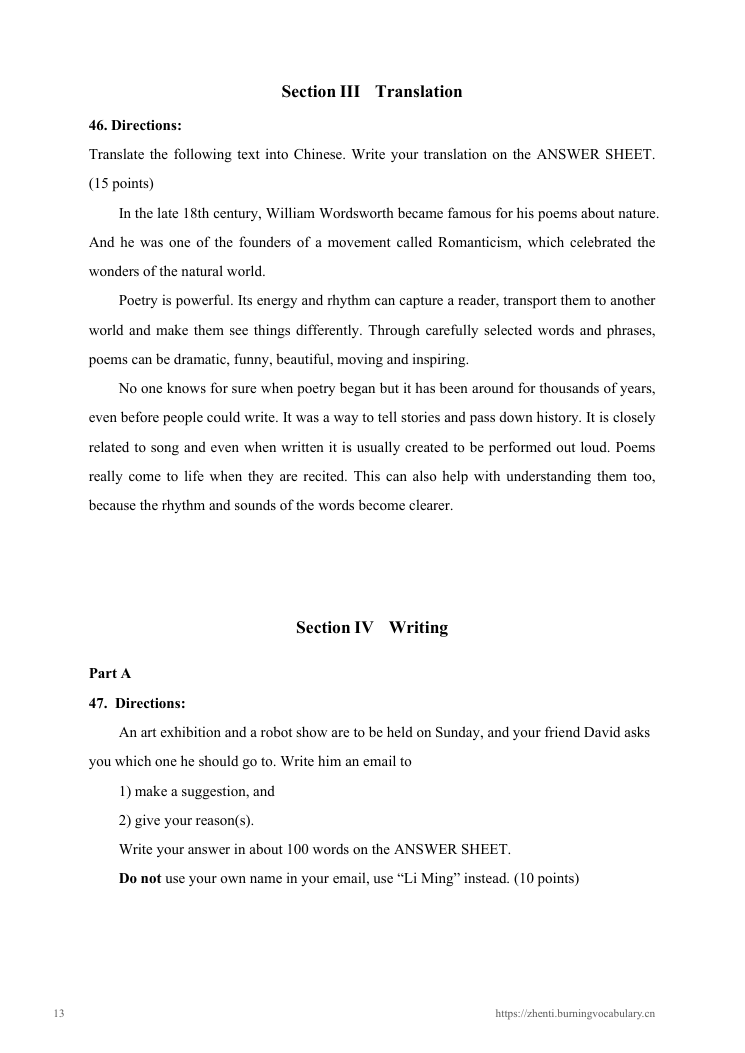 Section III Translation
46. Directions:
Translate the following text into Chinese. Write your translation on the ANSWER SHEET.
(15 points)
In the late 18th century, William Wordsworth became famous for his poems about nature.
And he was one of the founders of a movement called Romanticism, which celebrated the
wonders of the natural world.
Poetry is powerful. Its energy and rhythm can capture a reader, transport them to another
world and make them see things differently. Through carefully selected words and phrases,
poems can be dramatic, funny, beautiful, moving and inspiring.
No one knows for sure when poetry began but it has been around for thousands of years,
even before people could write. It was a way to tell stories and pass down history. It is closely
related to song and even when written it is usually created to be performed out loud. Poems
really come to life when they are recited. This can also help with understanding them too,
because the rhythm and sounds of the words become clearer.
Section IV Writing
Part A
47. Directions:
An art exhibition and a robot show are to be held on Sunday, and your friend David asks
you which one he should go to. Write him an email to
1) make a suggestion, and
2) give your reason(s).
Write your answer in about 100 words on the ANSWER SHEET.
Do not use your own name in your email, use “Li Ming” instead. (10 points)
13
https://zhenti.burningvocabulary.cn